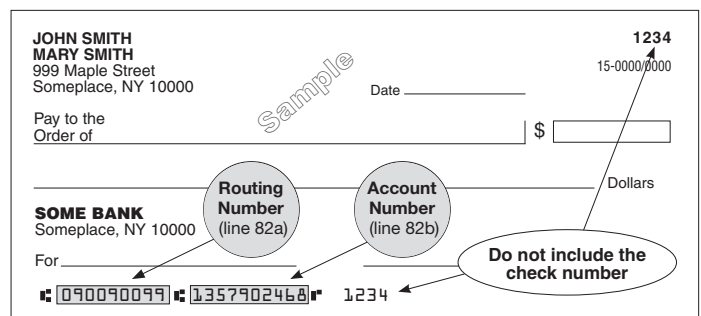 JOHN SMITH
MARY SMITH
999 Maple Street
Someplace, NY 10000
1234
15-0000/0000
Sample
Date
Pay to the
Order of
$
Dollars
Routing
Number
(line 82a)
Account
Number
(line 82b)
SOME BANK
Someplace, NY 10000
For
Do not include the
check number
⑆ 090090099 ⑆ 1357902468 ⑈ 1234